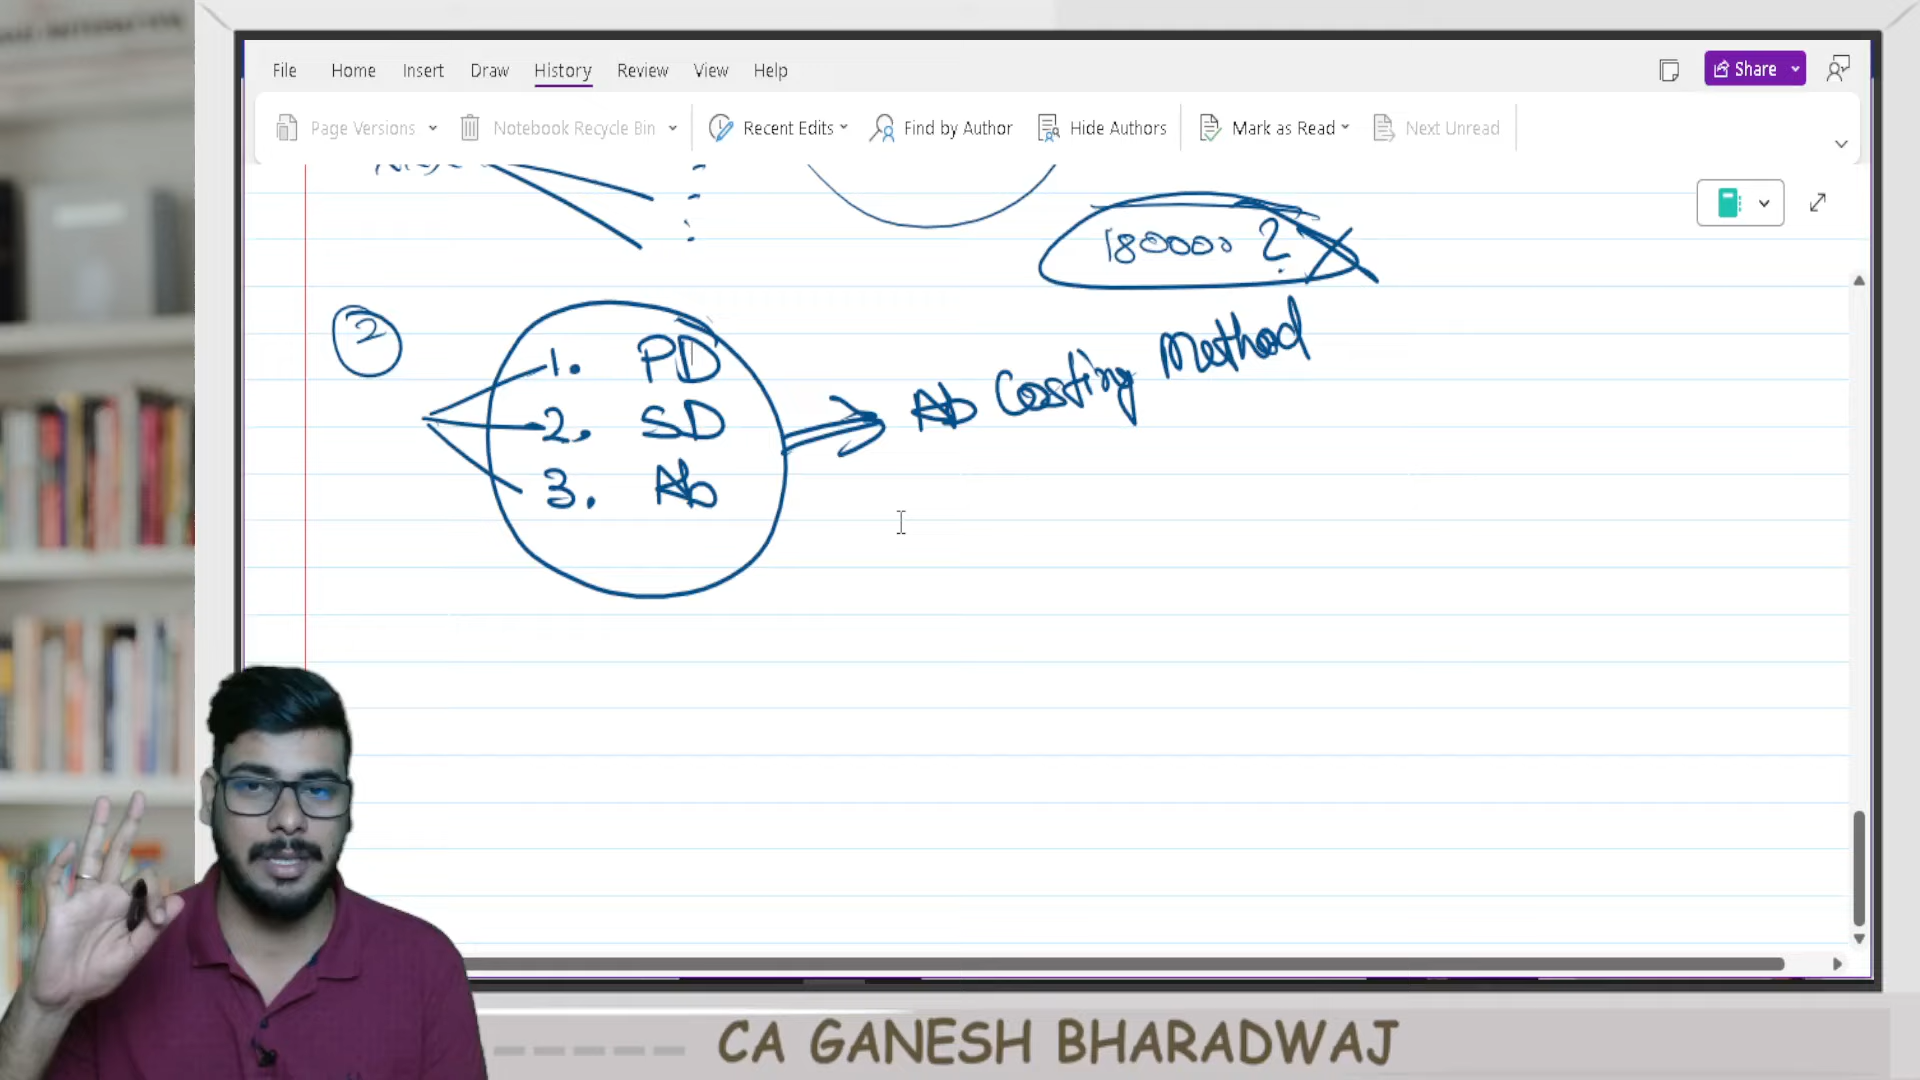 File Home Insert Draw History Review View Help Share
Page Versions Notebook Recycle Bin Recent Edits Find by Author Hide Authors Mark as Read Next Unread
180000 ?
2
1. PD
2. SD
3. Ab
Ab Costing Method
CA GANESH BHARADWAJ